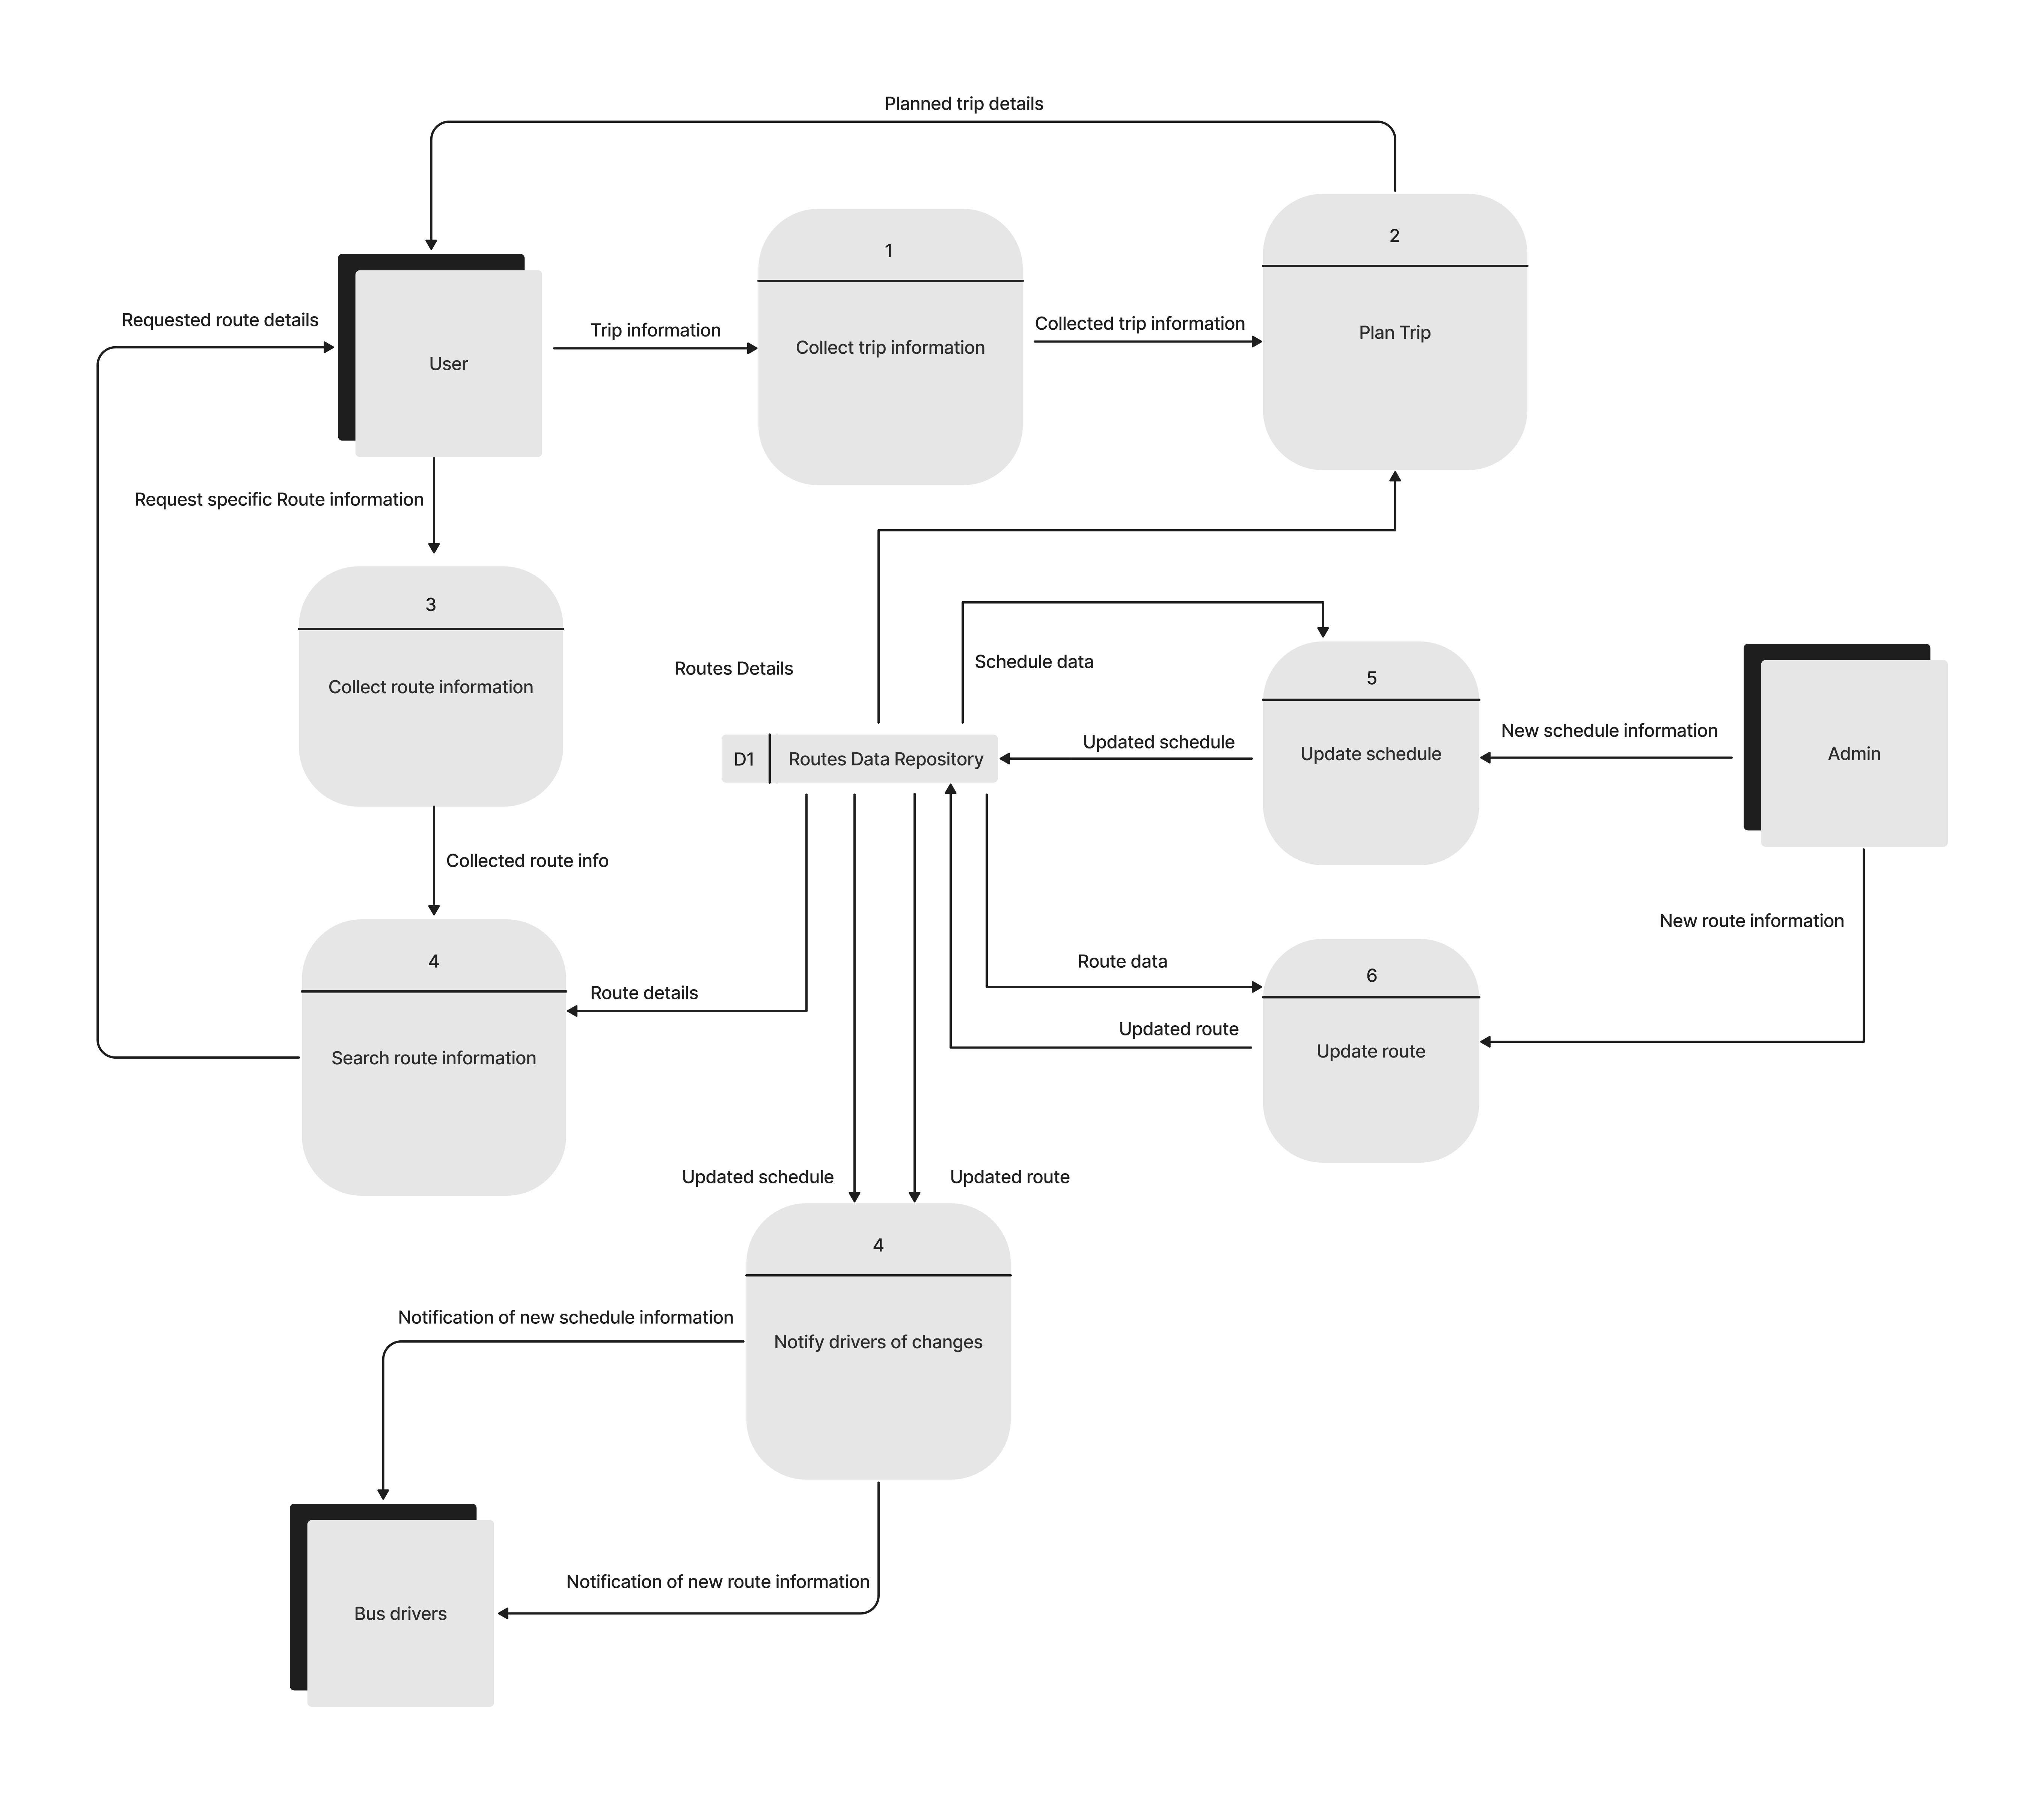 Planned trip details
1
2
Requested route details
Trip information
Collected trip information
Plan Trip
Collect trip information
User
Request specific Route information
3
Collect route information
Routes Details
Schedule data
5
New schedule information
Updated schedule
Update schedule
Admin
D1
Routes Data Repository
Collected route info
New route information
4
Route data
6
Route details
Updated route
Update route
Search route information
Updated schedule
Updated route
4
Notification of new schedule information
Notify drivers of changes
Notification of new route information
Bus drivers